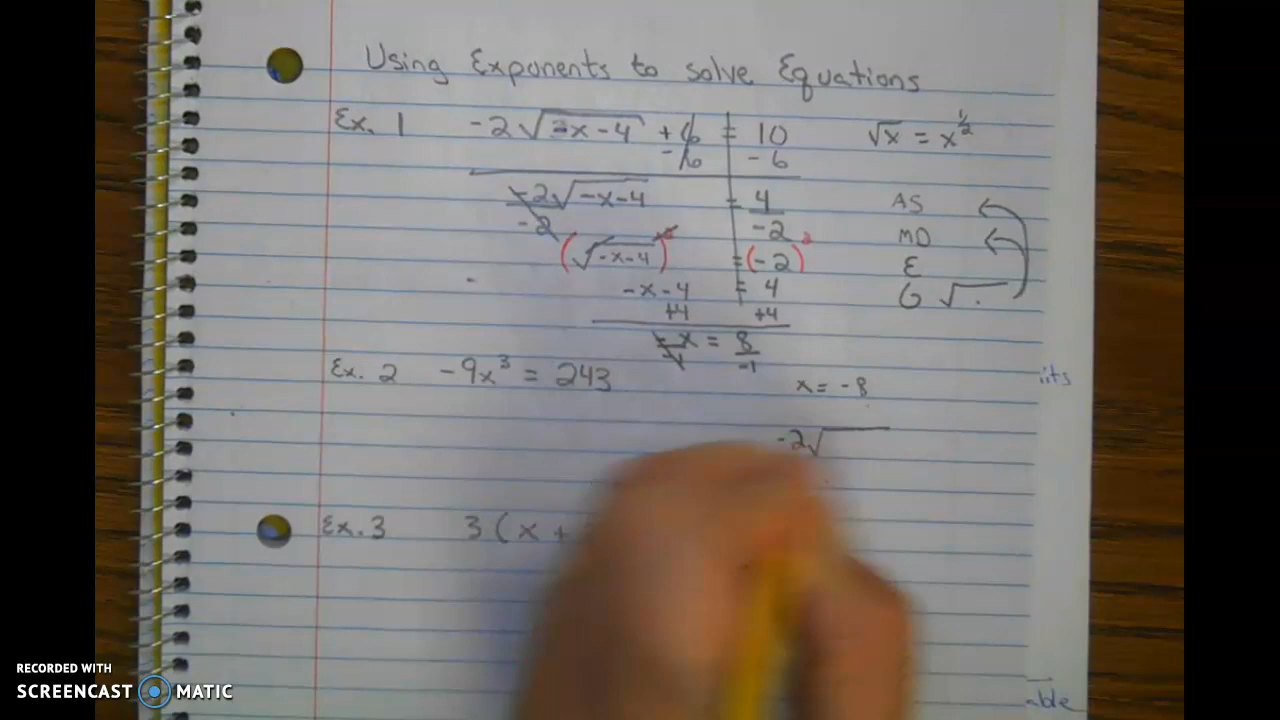 Using Exponents to solve Equations
Ex. 1 -2√-x-4 +6 = 10 √x = x^½
-6 -6
-2√-x-4 = 4 AS
-2 -2 MD
(√-x-4)² = (-2)² E
-x-4 = 4 G √
+4 +4
-x = 8
-1 -1
Ex. 2 -9x³ = 243 its
x = -8
-2√
Ex. 3 3(x+
RECORDED WITH
SCREENCAST MATIC
ble